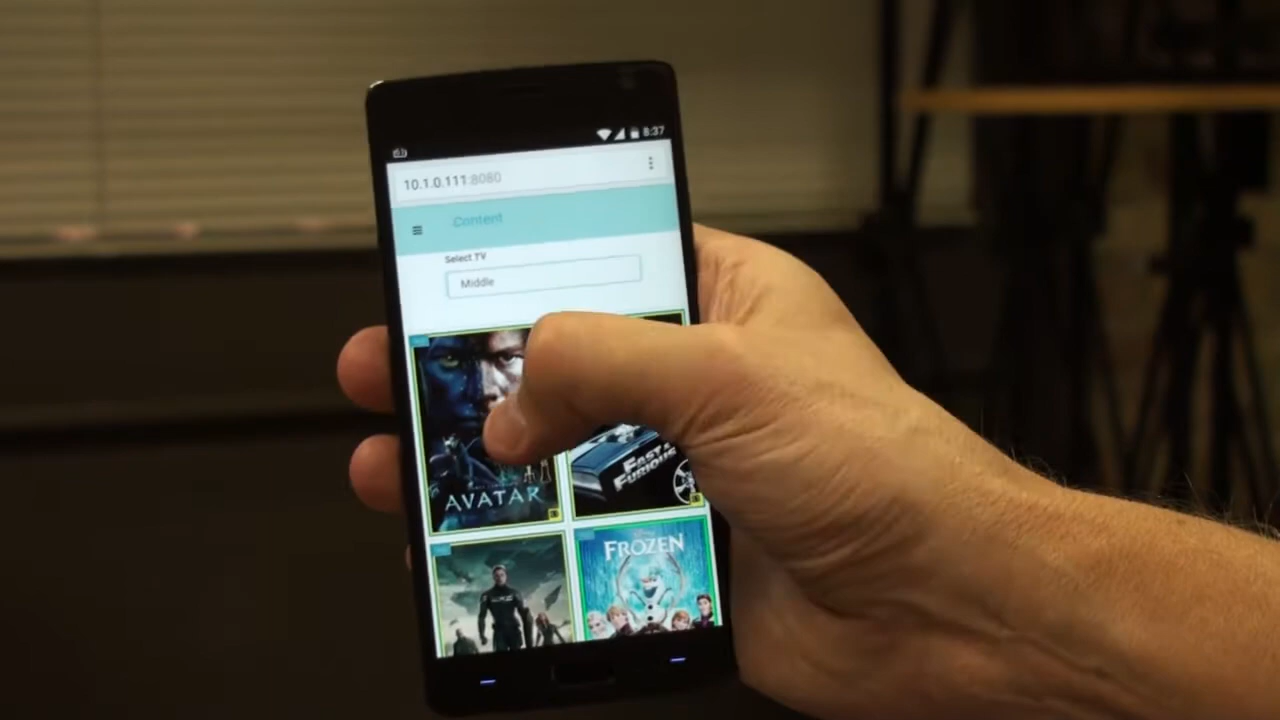 8:37
10.1.0.111:8080
Content
Select TV
Middle
AVATAR
FAST &
FURIOUS
FROZEN